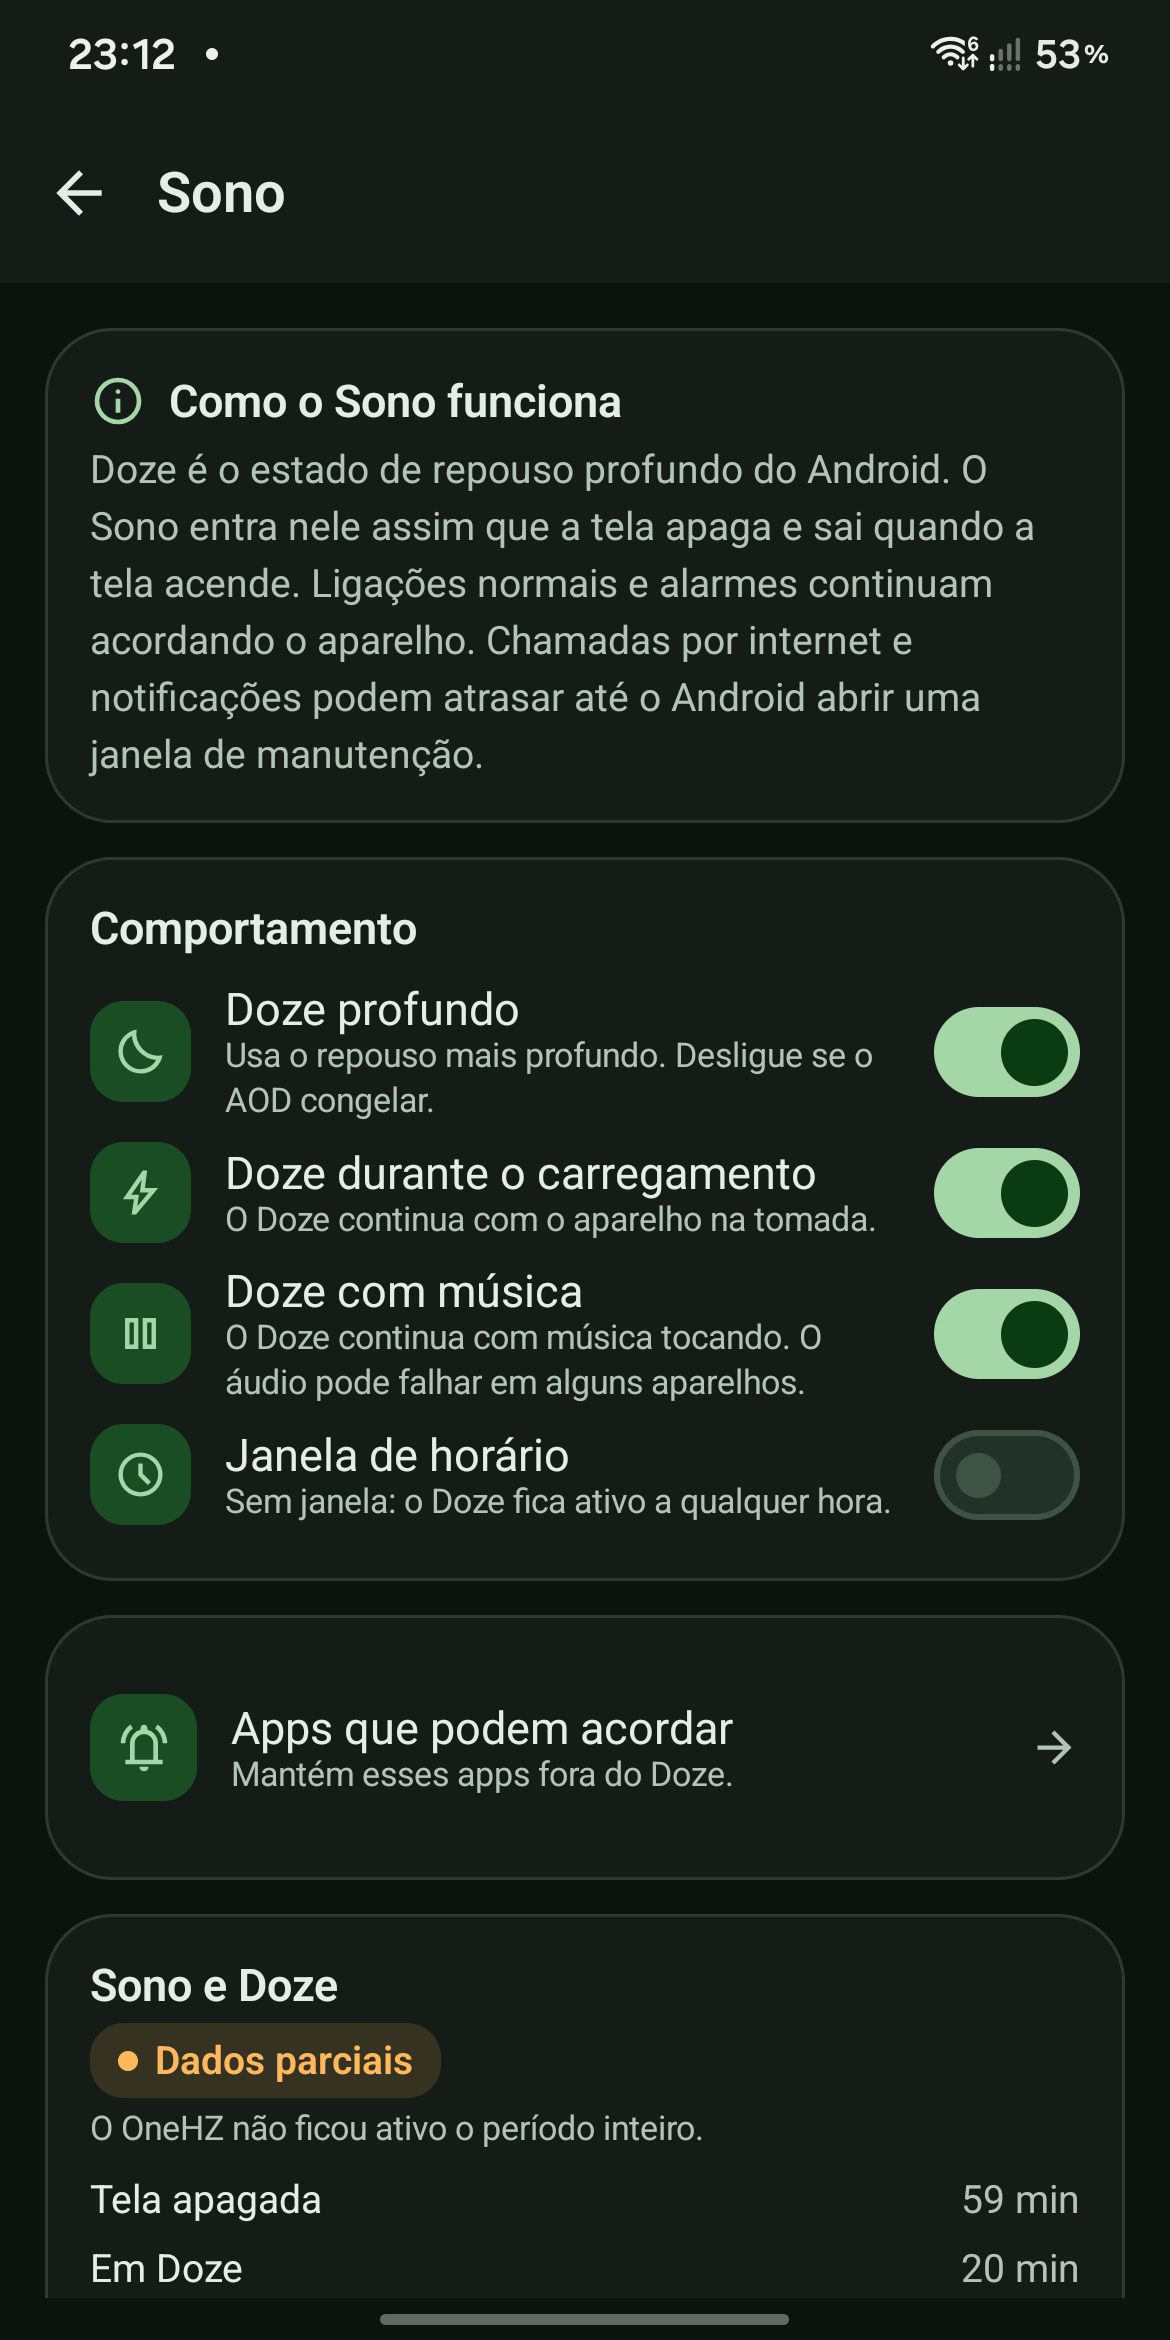 23:12
6
53%
Sono
Como o Sono funciona
Doze é o estado de repouso profundo do Android. O
Sono entra nele assim que a tela apaga e sai quando a
tela acende. Ligações normais e alarmes continuam
acordando o aparelho. Chamadas por internet e
notificações podem atrasar até o Android abrir uma
janela de manutenção.
Comportamento
Doze profundo
Usa o repouso mais profundo. Desligue se o
AOD congelar.
Doze durante o carregamento
O Doze continua com o aparelho na tomada.
Doze com música
O Doze continua com música tocando. O
áudio pode falhar em alguns aparelhos.
Janela de horário
Sem janela: o Doze fica ativo a qualquer hora.
Apps que podem acordar
Mantém esses apps fora do Doze.
Sono e Doze
Dados parciais
O OneHZ não ficou ativo o período inteiro.
Tela apagada 59 min
Em Doze 20 min